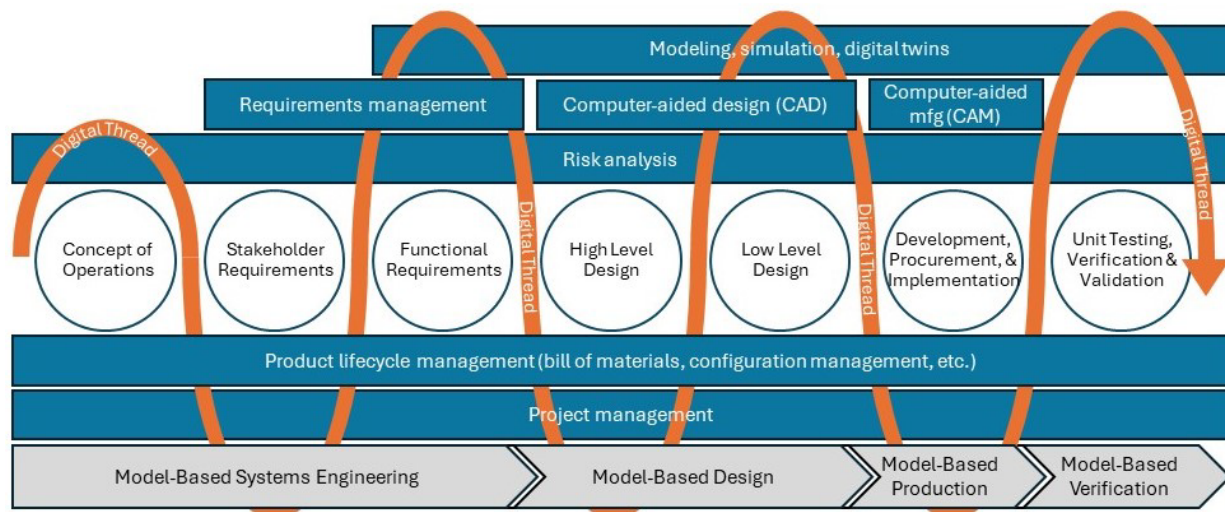 Modeling, simulation, digital twins
Requirements management
Computer-aided design (CAD)
Computer-aided
mfg (CAM)
Digital Thread
Digital Thread
Risk analysis
Concept of
Operations
Stakeholder
Requirements
Functional
Requirements
Digital Thread
High Level
Design
Low Level
Design
Digital Thread
Development,
Procurement, &
Implementation
Unit Testing,
Verification &
Validation
Product lifecycle management (bill of materials, configuration management, etc.)
Project management
Model-Based Systems Engineering
Model-Based Design
Model-Based
Production
Model-Based
Verification